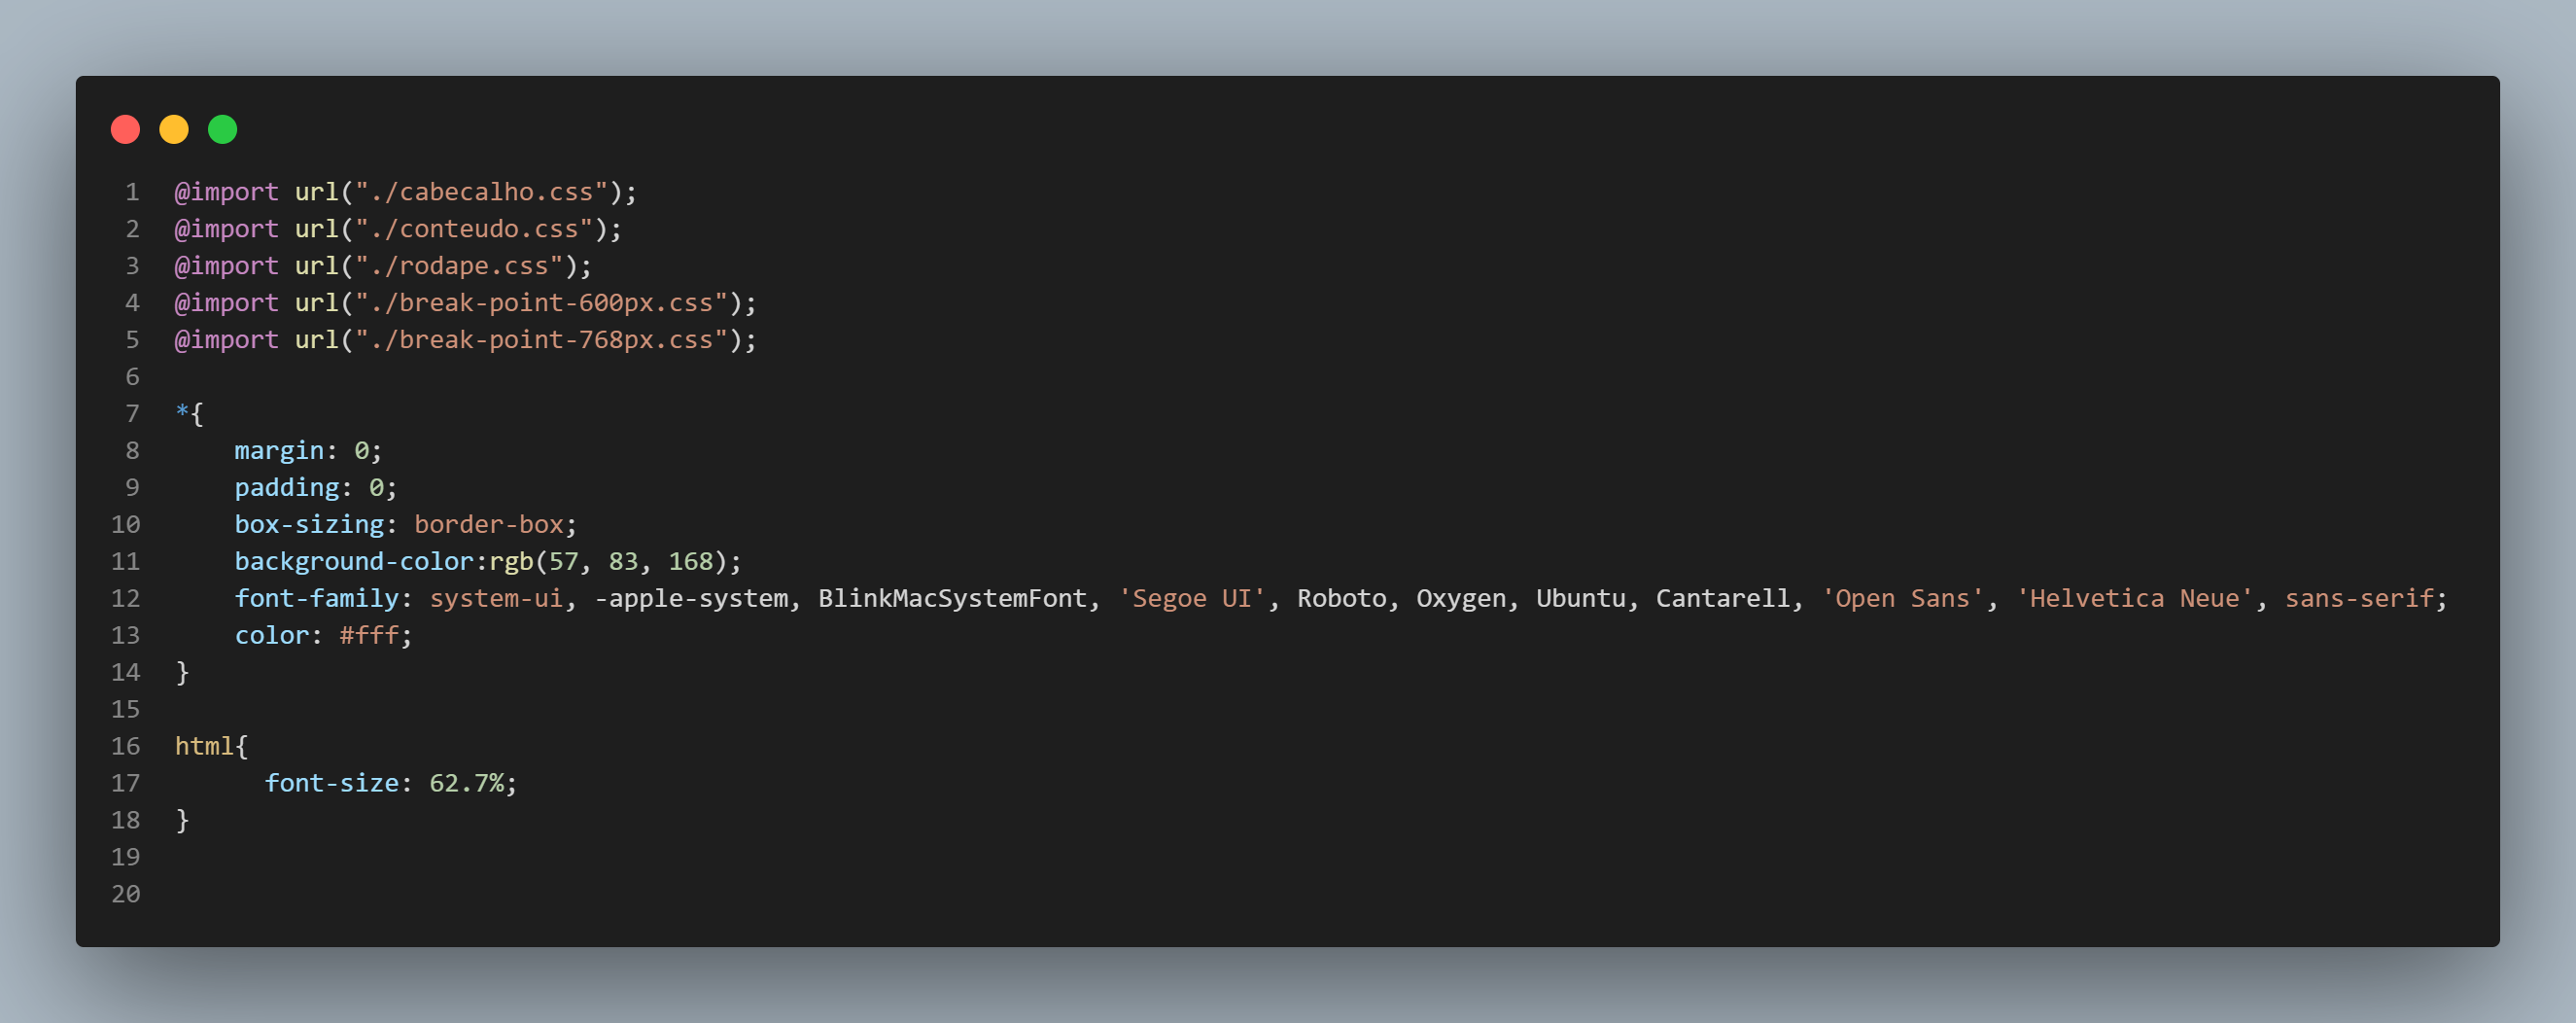 1 @import url("./cabecalho.css");
2 @import url("./conteudo.css");
3 @import url("./rodape.css");
4 @import url("./break-point-600px.css");
5 @import url("./break-point-768px.css");
6
7 *{
8     margin: 0;
9     padding: 0;
10     box-sizing: border-box;
11     background-color:rgb(57, 83, 168);
12     font-family: system-ui, -apple-system, BlinkMacSystemFont, 'Segoe UI', Roboto, Oxygen, Ubuntu, Cantarell, 'Open Sans', 'Helvetica Neue', sans-serif;
13     color: #fff;
14 }
15
16 html{
17       font-size: 62.7%;
18 }
19
20